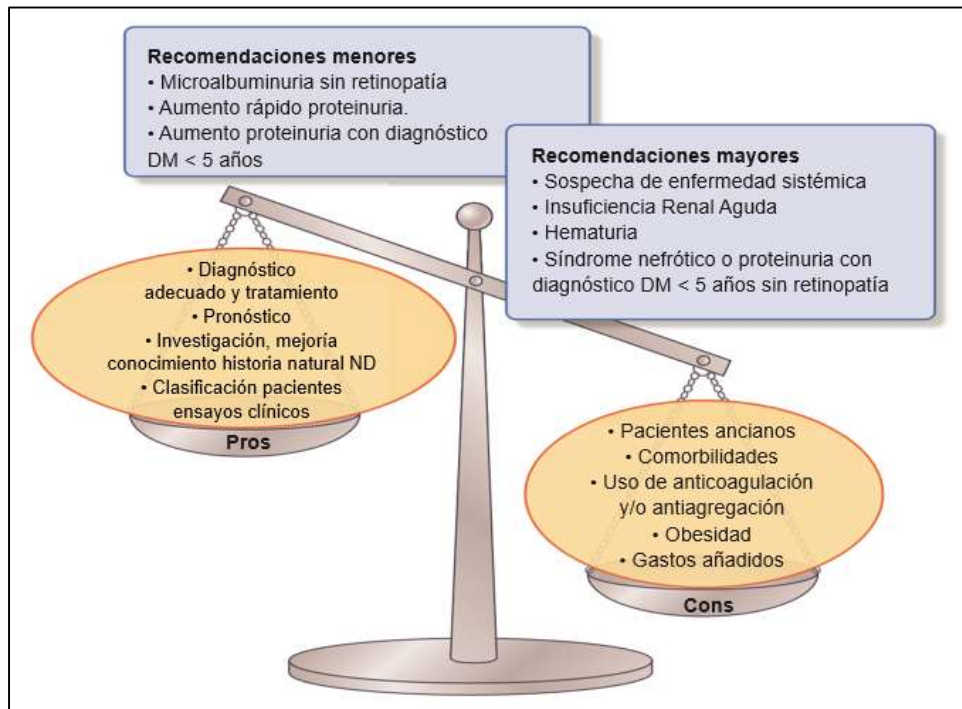 Recomendaciones menores
• Microalbuminuria sin retinopatía
• Aumento rápido proteinuria.
• Aumento proteinuria con diagnóstico
DM < 5 años
Recomendaciones mayores
• Sospecha de enfermedad sistémica
• Insuficiencia Renal Aguda
• Hematuria
• Síndrome nefrótico o proteinuria con
diagnóstico DM < 5 años sin retinopatía
• Diagnóstico
adecuado y tratamiento
• Pronóstico
• Investigación, mejoría
conocimiento historia natural ND
• Clasificación pacientes
ensayos clínicos
Pros
• Pacientes ancianos
• Comorbilidades
• Uso de anticoagulación
y/o antiagregación
• Obesidad
• Gastos añadidos
Cons